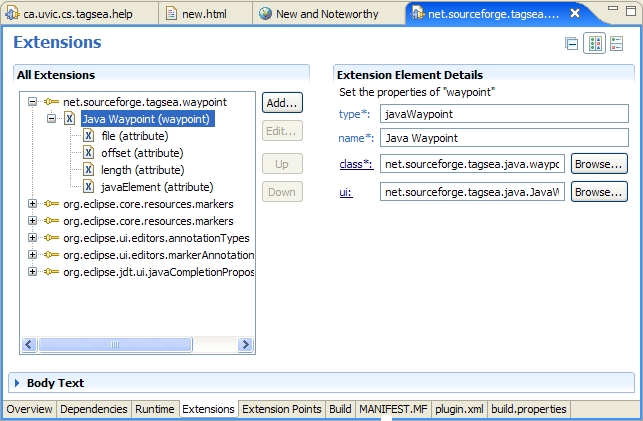 ca.uvic.cs.tagsea.help new.html New and Noteworthy net.sourceforge.tagsea....
Extensions
All Extensions
net.sourceforge.tagsea.waypoint
Java Waypoint (waypoint)
file (attribute)
offset (attribute)
length (attribute)
javaElement (attribute)
org.eclipse.core.resources.markers
org.eclipse.core.resources.markers
org.eclipse.ui.editors.annotationTypes
org.eclipse.ui.editors.markerAnnotation
org.eclipse.jdt.ui.javaCompletionPropos
Add...
Edit...
Up
Down
Extension Element Details
Set the properties of "waypoint"
type*: javaWaypoint
name*: Java Waypoint
class*: net.sourceforge.tagsea.java.waypo Browse...
ui: net.sourceforge.tagsea.java.JavaW Browse...
Body Text
Overview Dependencies Runtime Extensions Extension Points Build MANIFEST.MF plugin.xml build.properties